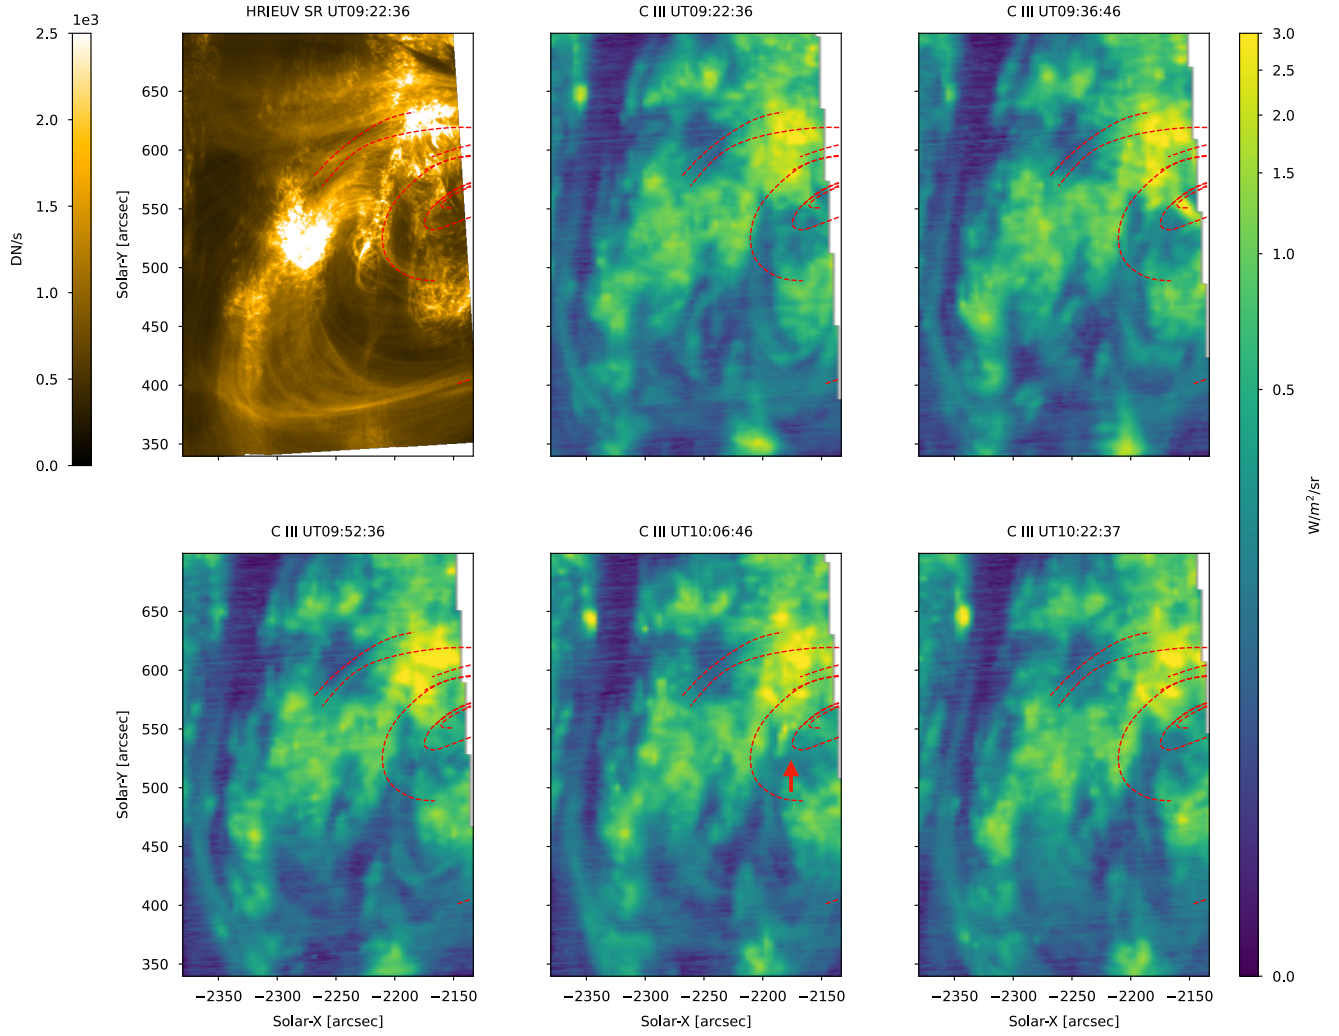 HRIEUV SR UT09:22:36
C III UT09:22:36
C III UT09:36:46
1e3
2.5
2.0
1.5
1.0
0.5
0.0
DN/s
650
600
550
500
450
400
350
Solar-Y [arcsec]
3.0
2.5
2.0
1.5
1.0
0.5
0.0
W/m²/sr
C III UT09:52:36
C III UT10:06:46
C III UT10:22:37
650
600
550
500
450
400
350
Solar-Y [arcsec]
−2350 −2300 −2250 −2200 −2150
−2350 −2300 −2250 −2200 −2150
−2350 −2300 −2250 −2200 −2150
Solar-X [arcsec]
Solar-X [arcsec]
Solar-X [arcsec]